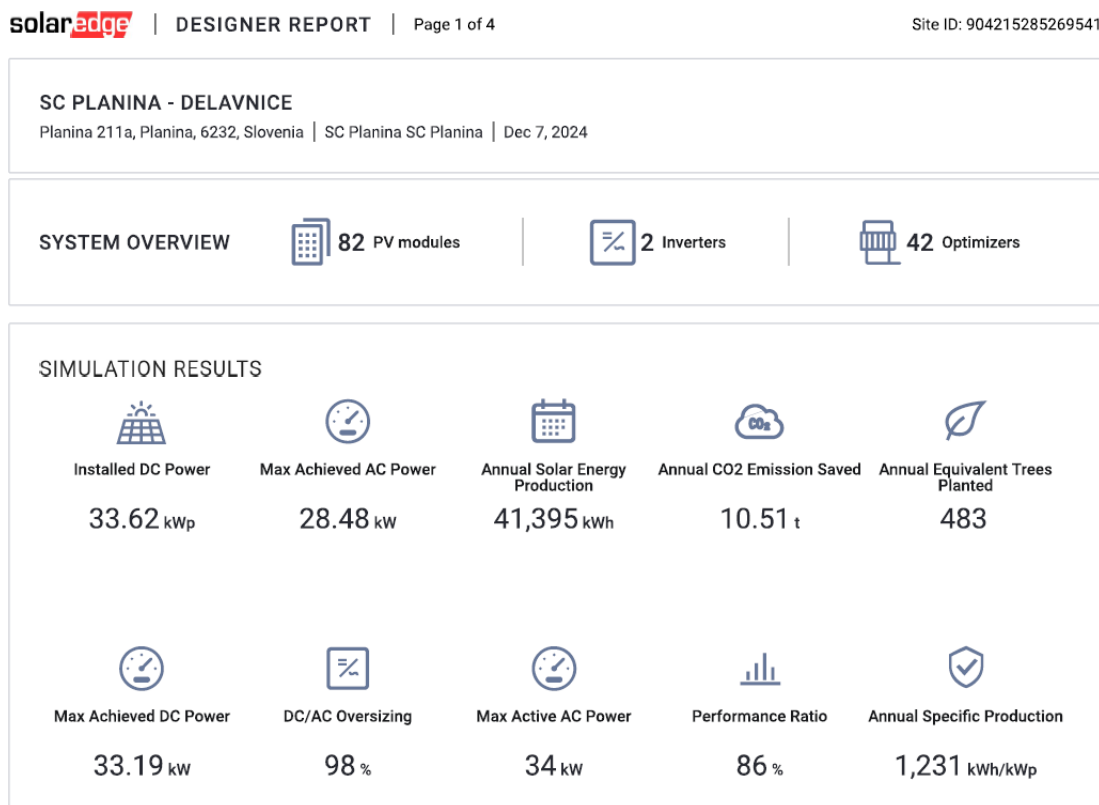 solaredge | DESIGNER REPORT | Page 1 of 4 Site ID: 904215285269541
SC PLANINA - DELAVNICE
Planina 211a, Planina, 6232, Slovenia | SC Planina SC Planina | Dec 7, 2024
SYSTEM OVERVIEW 82 PV modules 2 Inverters 42 Optimizers
SIMULATION RESULTS
CO₂
Installed DC Power Max Achieved AC Power Annual Solar Energy Annual CO2 Emission Saved Annual Equivalent Trees
Production Planted
33.62 kWp 28.48 kW 41,395 kWh 10.51 t 483
Max Achieved DC Power DC/AC Oversizing Max Active AC Power Performance Ratio Annual Specific Production
33.19 kW 98 % 34 kW 86 % 1,231 kWh/kWp